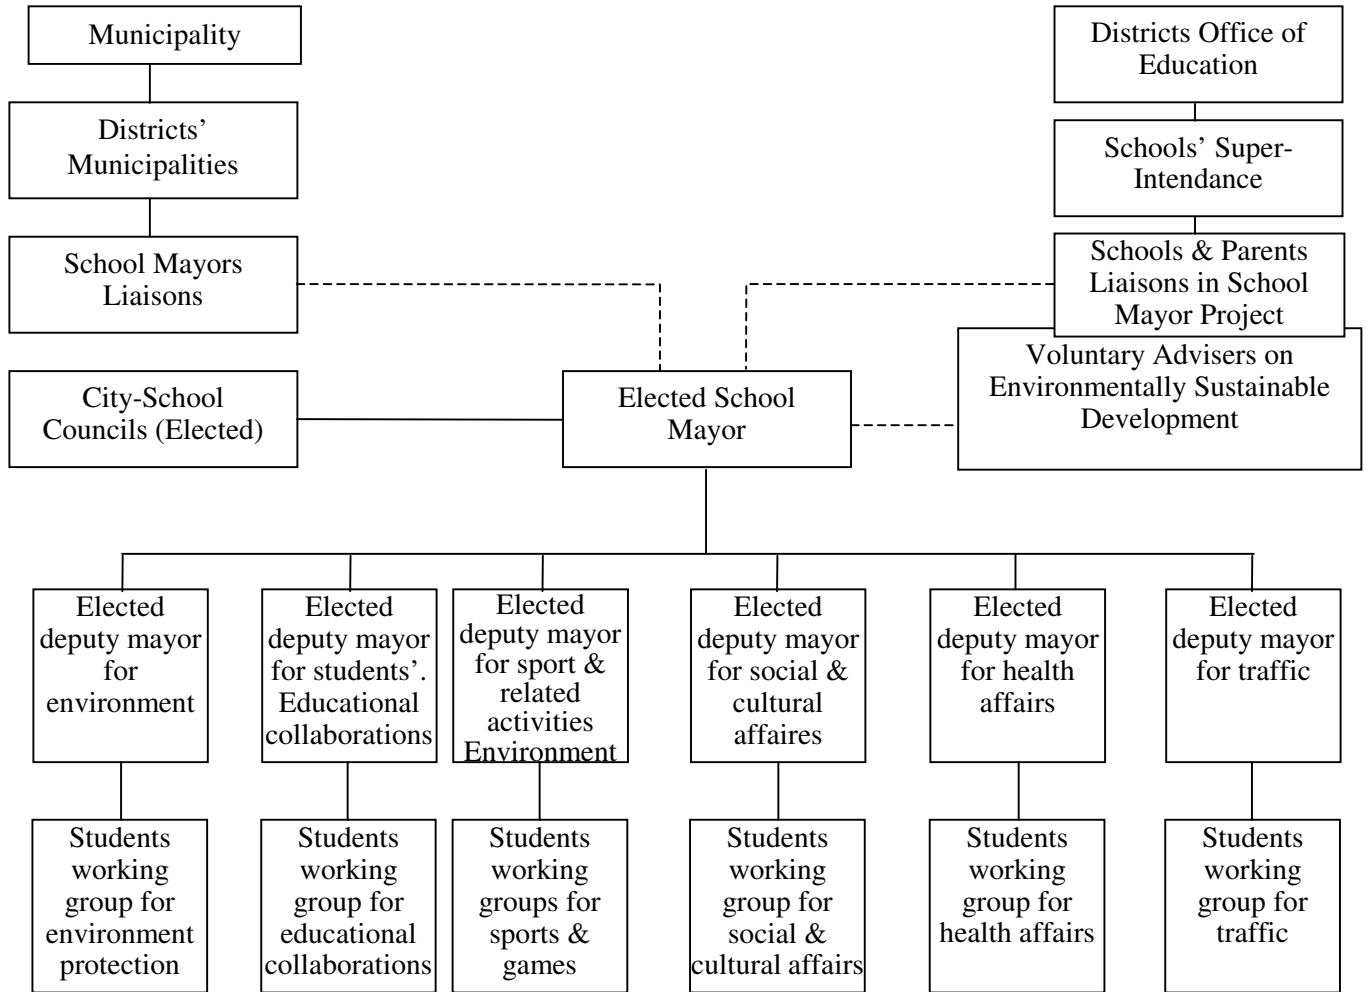 Municipality
Districts’
Municipalities
School Mayors
Liaisons
City-School
Councils (Elected)
Districts Office of
Education
Schools’ Super-
Intendance
Schools & Parents
Liaisons in School
Mayor Project
Voluntary Advisers on
Environmentally Sustainable
Development
Elected School
Mayor
Elected
deputy mayor
for
environment
Elected
deputy mayor
for students’.
Educational
collaborations
Elected
deputy mayor
for sport &
related
activities
Environment
Elected
deputy mayor
for social &
cultural
affaires
Elected
deputy mayor
for health
affairs
Elected
deputy mayor
for traffic
Students
working
group for
environment
protection
Students
working
group for
educational
collaborations
Students
working
groups for
sports &
games
Students
working
group for
social &
cultural affairs
Students
working
group for
health affairs
Students
working
group for
traffic